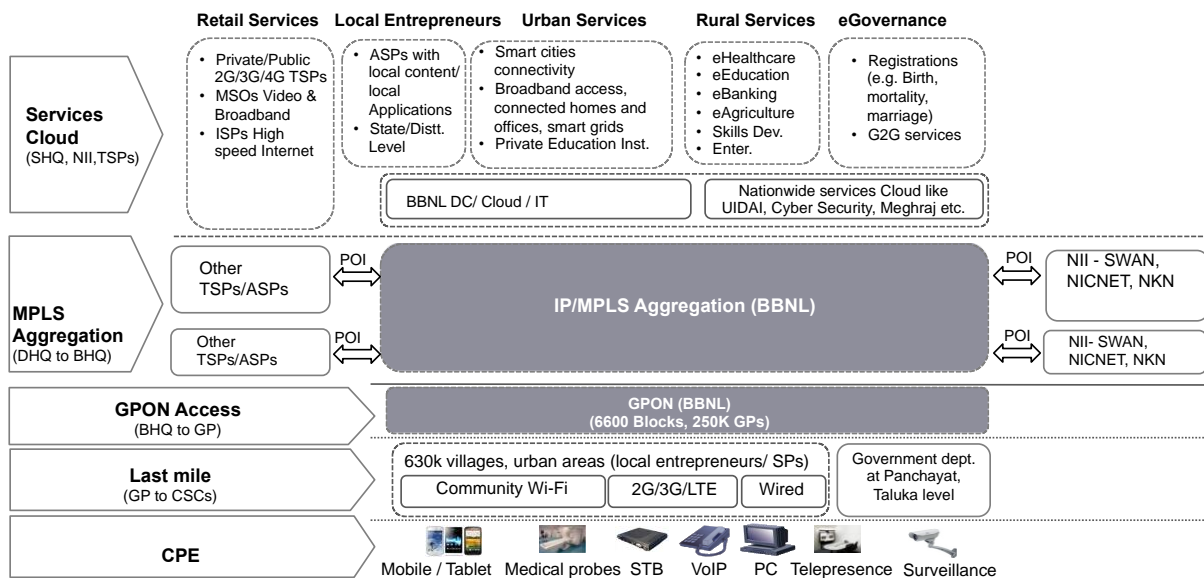 Retail Services
Local Entrepreneurs
Urban Services
Rural Services
eGovernance
Services
Cloud
(SHQ, NII,TSPs)
• Private/Public
2G/3G/4G TSPs
• MSOs Video &
Broadband
• ISPs High
speed Internet
• ASPs with
local content/
local
Applications
• State/Distt.
Level
• Smart cities
connectivity
• Broadband access,
connected homes and
offices, smart grids
• Private Education Inst.
• eHealthcare
• eEducation
• eBanking
• eAgriculture
• Skills Dev.
• Enter.
• Registrations
(e.g. Birth,
mortality,
marriage)
• G2G services
BBNL DC/ Cloud / IT
Nationwide services Cloud like
UIDAI, Cyber Security, Meghraj etc.
MPLS
Aggregation
(DHQ to BHQ)
Other
TSPs/ASPs
POI
IP/MPLS Aggregation (BBNL)
POI
NII - SWAN,
NICNET, NKN
Other
TSPs/ASPs
POI
POI
NII- SWAN,
NICNET, NKN
GPON Access
(BHQ to GP)
GPON (BBNL)
(6600 Blocks, 250K GPs)
Last mile
(GP to CSCs)
630k villages, urban areas (local entrepreneurs/ SPs)
Community Wi-Fi
2G/3G/LTE
Wired
Government dept.
at Panchayat,
Taluka level
CPE
Mobile / Tablet
Medical probes
STB
VoIP
PC
Telepresence
Surveillance